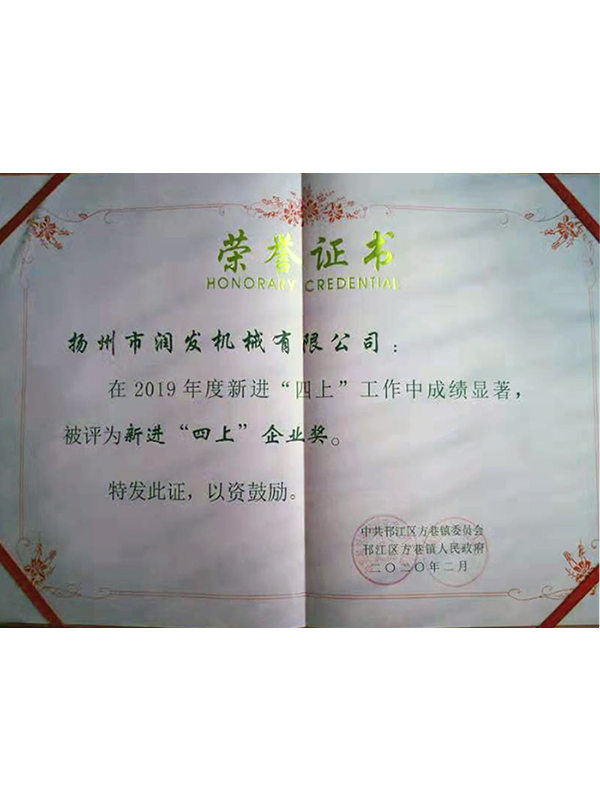 荣誉证书
HONORARY CREDENTIAL
扬州市润发机械有限公司：
在2019年度新进“四上”工作中成绩显著，
被评为新进“四上”企业奖。
特发此证，以资鼓励。
中共邗江区方巷镇委员会
邗江区方巷镇人民政府
二〇二〇年二月